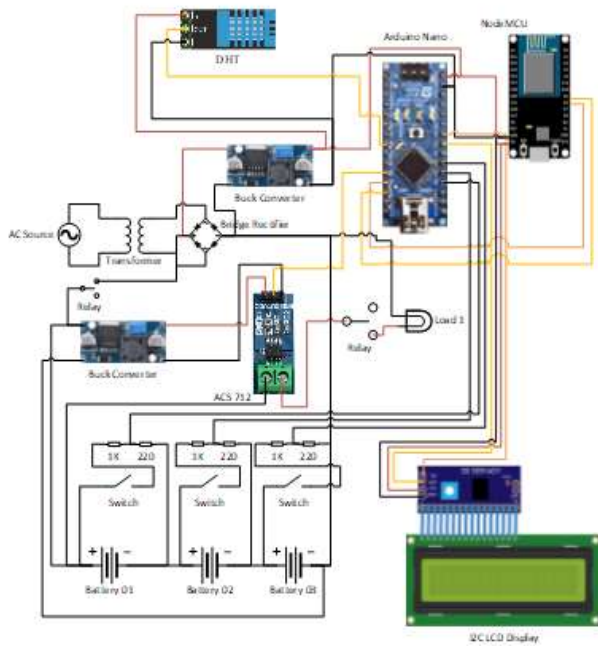 NodeMCU
Arduino Nano
DHT
Buck Converter
Bridge Rectifier
AC Source
Transformer
Relay
Load 1
Relay
Buck Converter
ACS 712
1K 220
1K 220
1K 220
Switch
Switch
Switch
+ -
+ -
+ -
Battery 01
Battery 02
Battery 03
I2C LCD Display